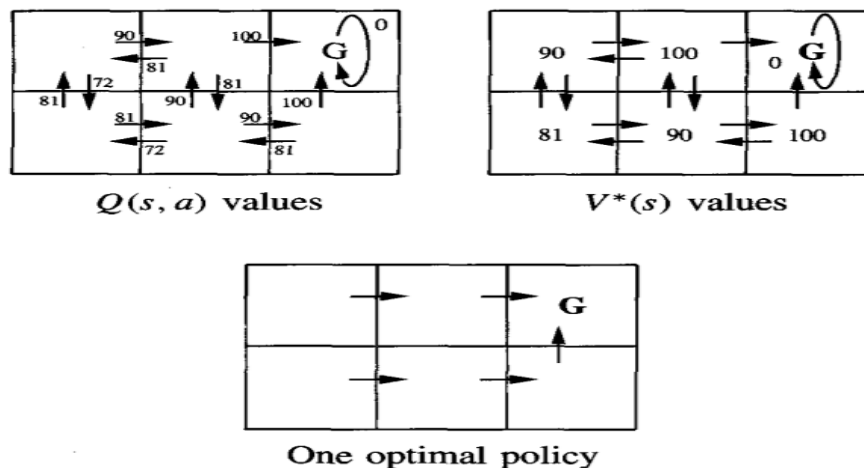 90 100 G 0
81
81 72 90 81 100
81 90
72 81
Q(s, a) values
90 100 0 G
81 90 100
V*(s) values
G
One optimal policy